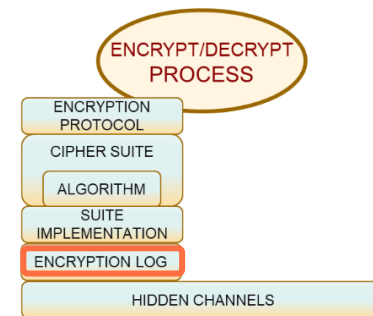 ENCRYPT/DECRYPT
PROCESS
ENCRYPTION
PROTOCOL
CIPHER SUITE
ALGORITHM
SUITE
IMPLEMENTATION
ENCRYPTION LOG
HIDDEN CHANNELS